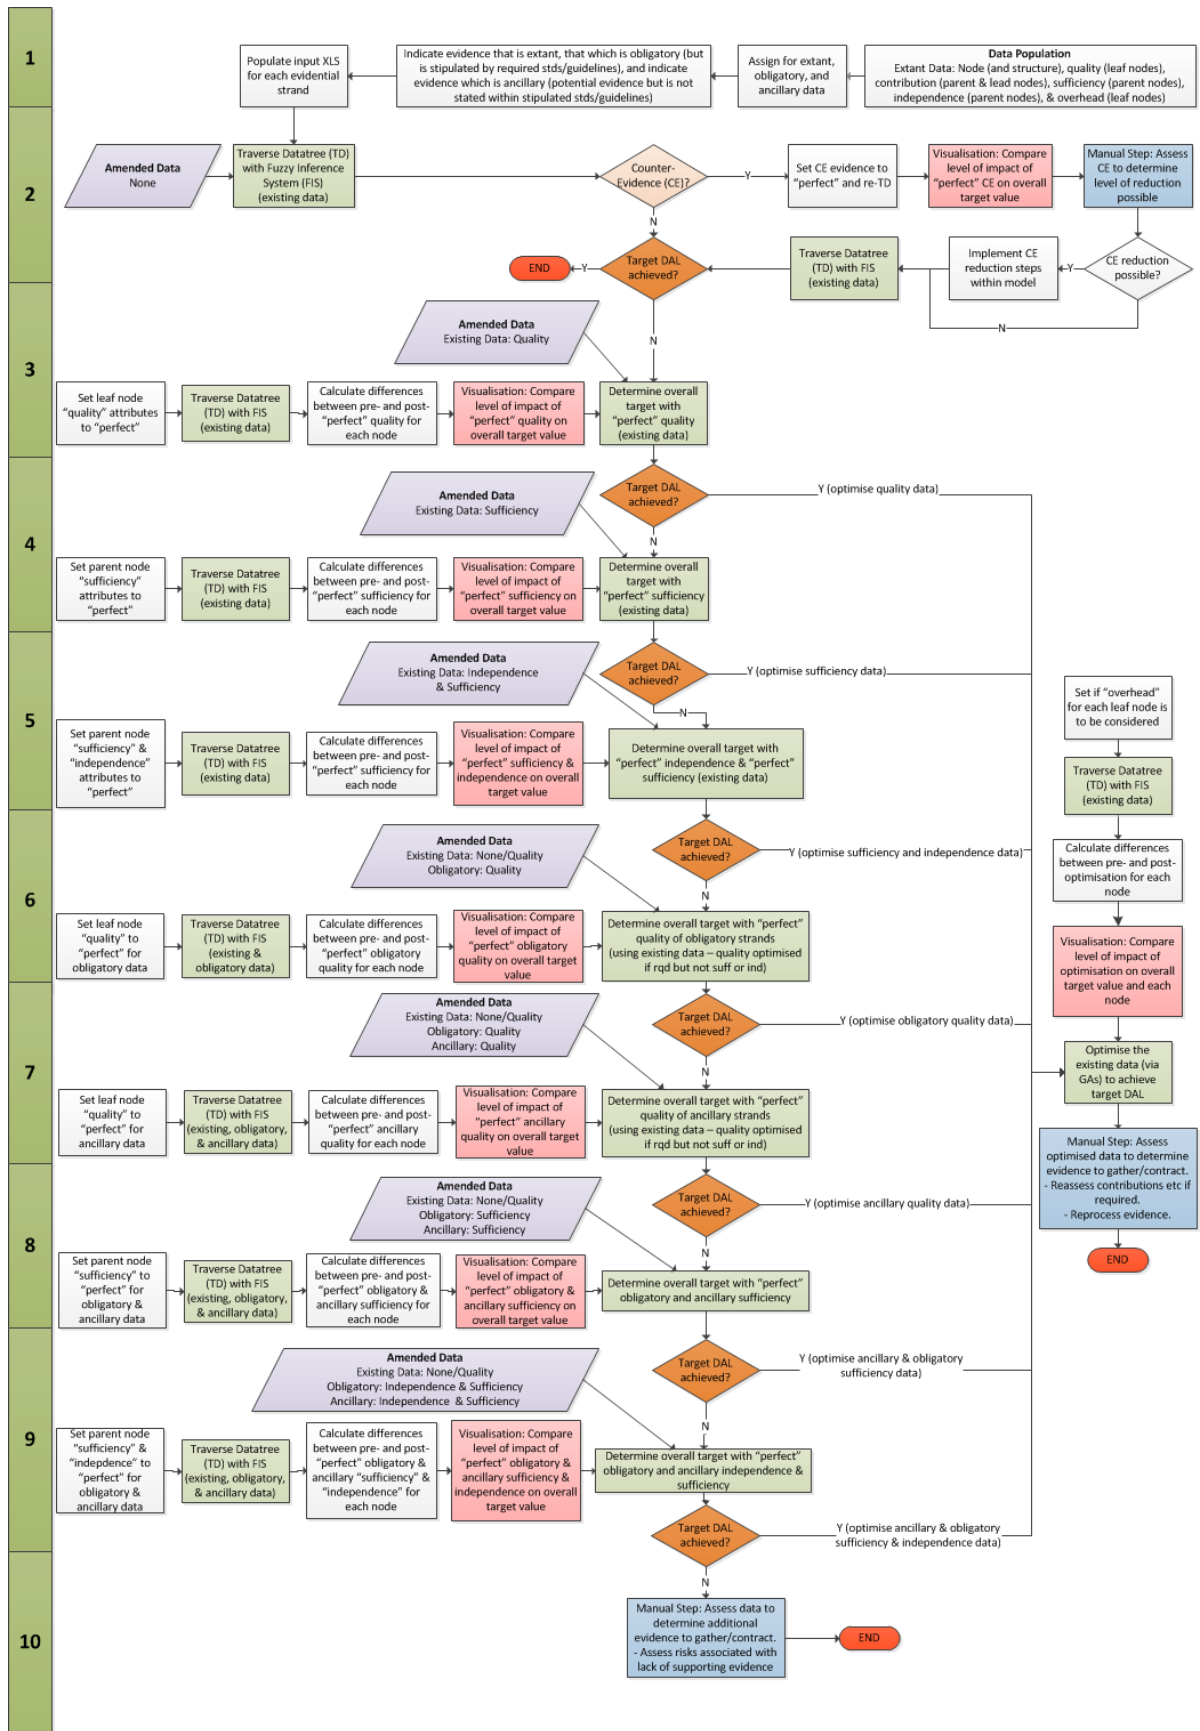 1
Populate input XLS
for each evidential
strand
Indicate evidence that is extant, that which is obligatory (but
is stipulated by required stds/guidelines), and indicate
evidence which is ancillary (potential evidence but is not
stated within stipulated stds/guidelines)
Assign for extant,
obligatory, and
ancillary data
Data Population
Extant Data: Node (and structure), quality (leaf nodes),
contribution (parent & lead nodes), sufficiency (parent nodes),
independence (parent nodes), & overhead (leaf nodes)
2
Amended Data
None
Traverse Datatree (TD)
with Fuzzy Inference
System (FIS)
(existing data)
Counter-
Evidence (CE)?
Y
Set CE evidence to
"perfect" and re-TD
Visualisation: Compare
level of impact of
"perfect" CE on overall
target value
Manual Step: Assess
CE to determine
level of reduction
possible
N
END
Y
Target DAL
achieved?
Traverse Datatree
(TD) with FIS
(existing data)
Implement CE
reduction steps
within model
Y
CE reduction
possible?
N
N
3
Amended Data
Existing Data: Quality
Set leaf node
"quality" attributes
to "perfect"
Traverse Datatree
(TD) with FIS
(existing data)
Calculate differences
between pre- and post-
"perfect" quality for
each node
Visualisation: Compare
level of impact of
"perfect" quality on
overall target value
Determine overall
target with
"perfect" quality
(existing data)
4
Target DAL
achieved?
Y (optimise quality data)
N
Amended Data
Existing Data: Sufficiency
Set parent node
"sufficiency"
attributes to
"perfect"
Traverse Datatree
(TD) with FIS
(existing data)
Calculate differences
between pre- and post-
"perfect" sufficiency for
each node
Visualisation: Compare
level of impact of
"perfect" sufficiency on
overall target value
Determine overall
target with
"perfect" sufficiency
(existing data)
5
Target DAL
achieved?
Y (optimise sufficiency data)
N
Amended Data
Existing Data: Independence
& Sufficiency
Set parent node
"sufficiency" &
"independence"
attributes to
"perfect"
Traverse Datatree
(TD) with FIS
(existing data)
Calculate differences
between pre- and post-
"perfect" sufficiency for
each node
Visualisation: Compare
level of impact of
"perfect" sufficiency &
independence on overall
target value
Determine overall target with
"perfect" independence & "perfect"
sufficiency (existing data)
Set if "overhead"
for each leaf node is
to be considered
Traverse Datatree
(TD) with FIS
(existing data)
Calculate differences
between pre- and post-
optimisation for each
node
Visualisation: Compare
level of impact of
optimisation on overall
target value and each
node
Optimise the
existing data (via
GAs) to achieve
target DAL
Manual Step: Assess
optimised data to determine
evidence to gather/contract.
- Reassess contributions etc if
required.
- Reprocess evidence.
END
6
Target DAL
achieved?
Y (optimise sufficiency and independence data)
N
Amended Data
Existing Data: None/Quality
Obligatory: Quality
Set leaf node
"quality" to
"perfect" for
obligatory data
Traverse Datatree
(TD) with FIS
(existing &
obligatory data)
Calculate differences
between pre- and post-
"perfect" obligatory
quality for each node
Visualisation: Compare
level of impact of
"perfect" obligatory
quality on overall target
value
Determine overall target with "perfect"
quality of obligatory strands
(using existing data – quality optimised
if rqd but not suff or ind)
7
Target DAL
achieved?
Y (optimise obligatory quality data)
N
Amended Data
Existing Data: None/Quality
Obligatory: Quality
Ancillary: Quality
Set leaf node
"quality" to
"perfect" for
ancillary data
Traverse Datatree
(TD) with FIS
(existing, obligatory,
& ancillary data)
Calculate differences
between pre- and post-
"perfect" ancillary
quality for each node
Visualisation: Compare
level of impact of
"perfect" ancillary
quality on overall target
value
Determine overall target with "perfect"
quality of ancillary strands
(using existing data – quality optimised
if rqd but not suff or ind)
8
Target DAL
achieved?
Y (optimise ancillary quality data)
N
Amended Data
Existing Data: None/Quality
Obligatory: Sufficiency
Ancillary: Sufficiency
Set parent node
"sufficiency" to
"perfect" for
obligatory &
ancillary data
Traverse Datatree
(TD) with FIS
(existing, obligatory,
& ancillary data)
Calculate differences
between pre- and post-
"perfect" obligatory &
ancillary sufficiency for
each node
Visualisation: Compare
level of impact of
"perfect" obligatory &
ancillary sufficiency on
overall target value
Determine overall target with "perfect"
obligatory and ancillary sufficiency
9
Target DAL
achieved?
Y (optimise ancillary & obligatory
sufficiency data)
N
Amended Data
Existing Data: None/Quality
Obligatory: Independence & Sufficiency
Ancillary: Independence & Sufficiency
Set parent node
"sufficiency" &
"indepdence" to
"perfect" for
obligatory &
ancillary data
Traverse Datatree
(TD) with FIS
(existing, obligatory,
& ancillary data)
Calculate differences
between pre- and post-
"perfect" obligatory &
ancillary "sufficiency" &
"independence" for
each node
Visualisation: Compare
level of impact of
"perfect" obligatory &
ancillary sufficiency &
independence on overall
target value
Determine overall target with "perfect"
obligatory and ancillary independence &
sufficiency
Target DAL
achieved?
Y (optimise ancillary & obligatory
sufficiency & independence data)
N
10
Manual Step: Assess data to
determine additional
evidence to gather/contract.
- Assess risks associated with
lack of supporting evidence
END